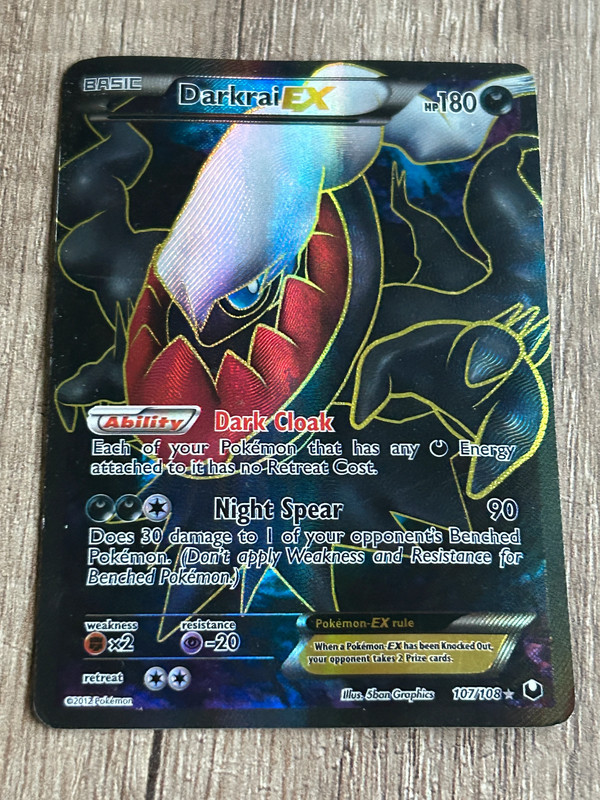 BASIC
DarkraiEX
HP180
Ability Dark Cloak
Each of your Pokémon that has any Energy
attached to it has no Retreat Cost.
Night Spear 90
Does 30 damage to 1 of your opponent's Benched
Pokémon. (Don't apply Weakness and Resistance for
Benched Pokémon.)
weakness resistance
×2 -20
retreat
Pokémon-EX rule
When a Pokémon-EX has been Knocked Out,
your opponent takes 2 Prize cards.
©2012 Pokémon
Illus. 5ban Graphics 107/108